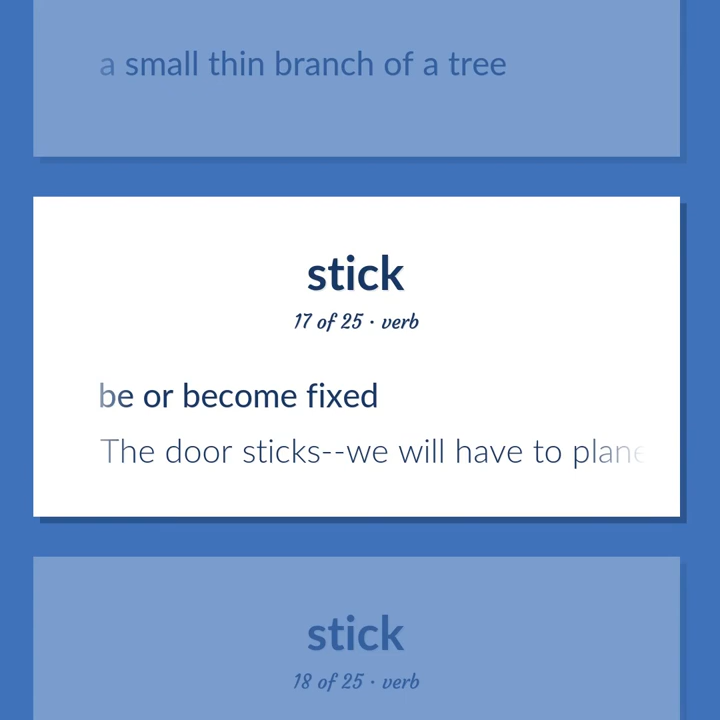 a small thin branch of a tree
stick
17 of 25 · verb
be or become fixed
The door sticks--we will have to plane
stick
18 of 25 · verb